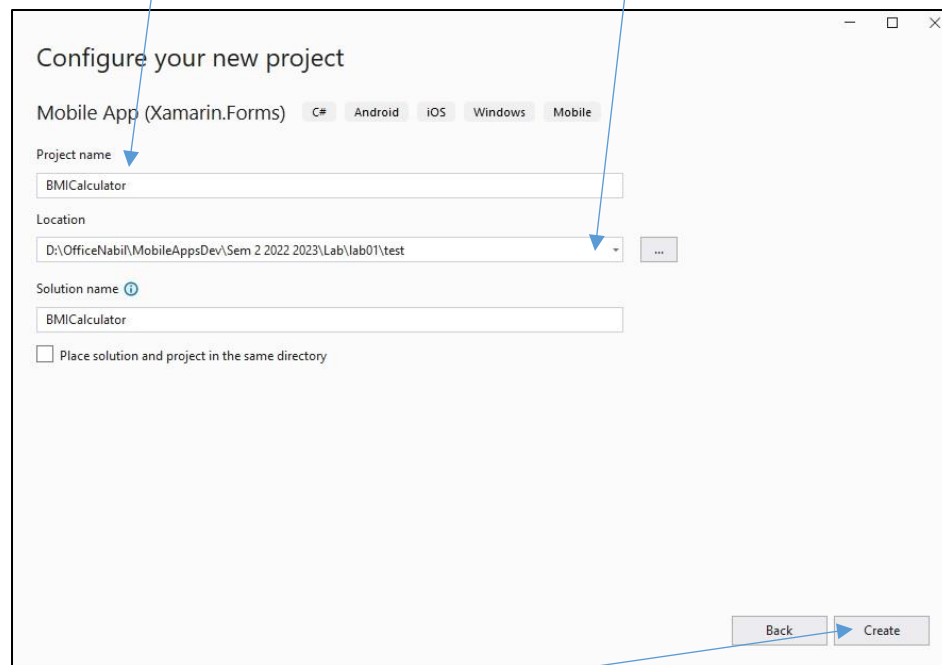 Configure your new project
Mobile App (Xamarin.Forms) C# Android iOS Windows Mobile
Project name
BMICalculator
Location
D:\OfficeNabil\MobileAppsDev\Sem 2 2022 2023\Lab\lab01\test ...
Solution name
BMICalculator
Place solution and project in the same directory
Back Create